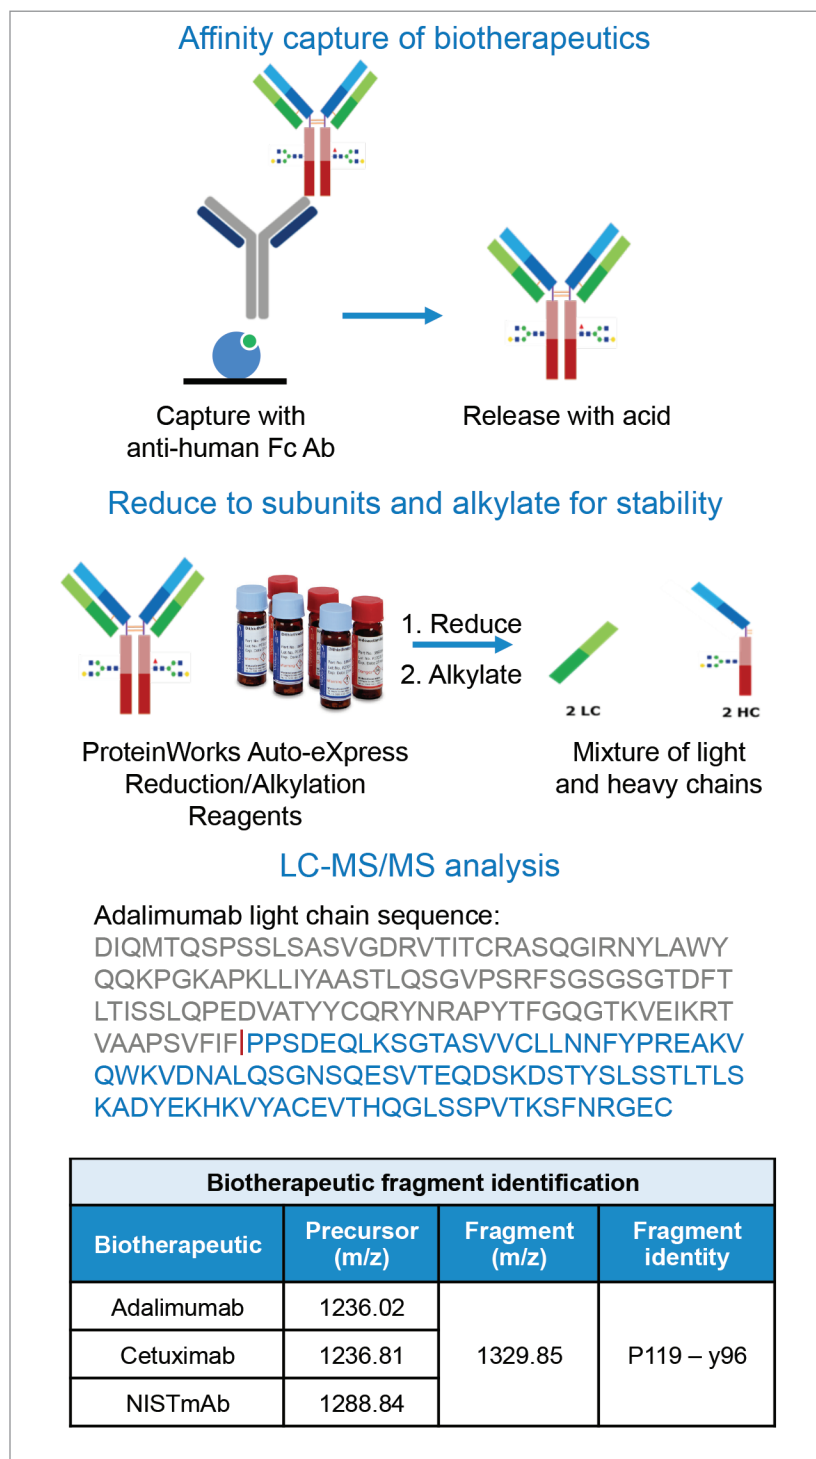 Affinity capture of biotherapeutics
Capture with
anti-human Fc Ab
Release with acid
Reduce to subunits and alkylate for stability
1. Reduce
2. Alkylate
2 LC
2 HC
ProteinWorks Auto-eXpress
Reduction/Alkylation
Reagents
Mixture of light
and heavy chains
LC-MS/MS analysis
Adalimumab light chain sequence:
DIQMTQSPSSLSASVGDRVTITCRASQGIRNYLAWY
QQKPGKAPKLLIYAASTLQSGVPSRFSGSGSGTDFT
LTISSLQPEDVATYYCQRYNRAPYTFGQGTKVEIKRT
VAAPSVFIF|PPSDEQLKSGTASVVCLLNNFYPREAKV
QWKVDNALQSGNSQESVTEQDSKDSTYSLSSTLTLS
KADYEKHKVYACEVTHQGLSSPVTKSFNRGEC
Biotherapeutic fragment identification
Biotherapeutic
Precursor
(m/z)
Fragment
(m/z)
Fragment
identity
Adalimumab
1236.02
Cetuximab
1236.81
1329.85
P119 – y96
NISTmAb
1288.84